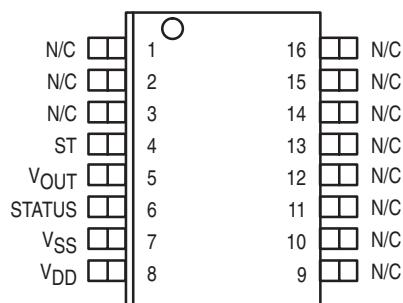 N/C 1 16 N/C
N/C 2 15 N/C
N/C 3 14 N/C
ST 4 13 N/C
VOUT 5 12 N/C
STATUS 6 11 N/C
VSS 7 10 N/C
VDD 8 9 N/C